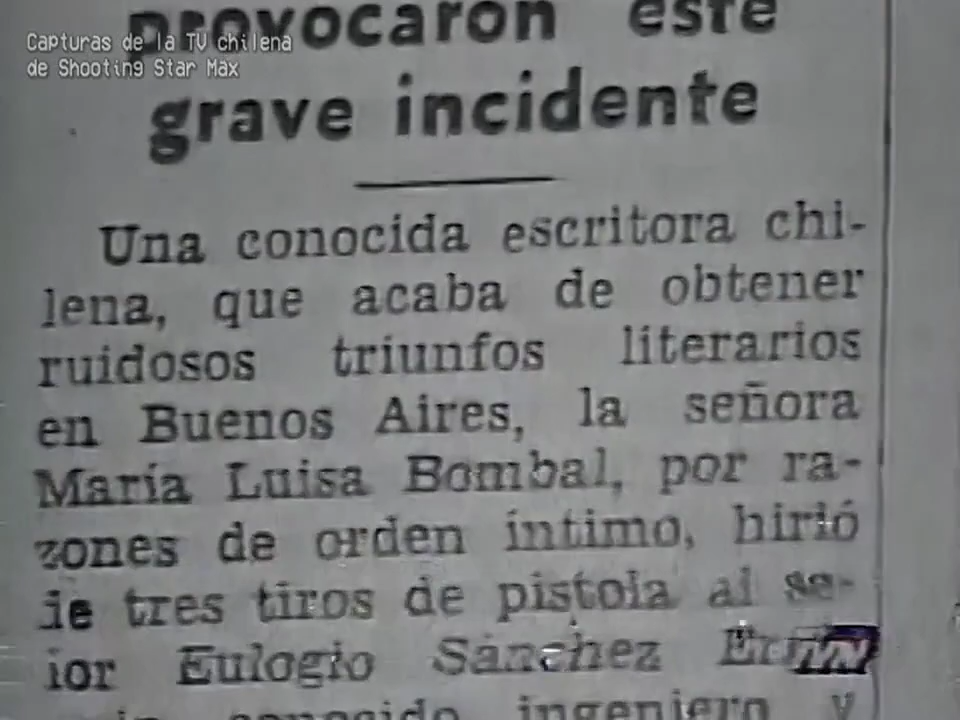 Capturas de la TV chilena
de Shooting Star Max
provocaron este
grave incidente
Una conocida escritora chi-
lena, que acaba de obtener
ruidosos triunfos literarios
en Buenos Aires, la señora
María Luisa Bombal, por ra-
zones de orden íntimo, hirió
de tres tiros de pistola al se-
ior Eulogio Sánchez
conocido ingeniero y